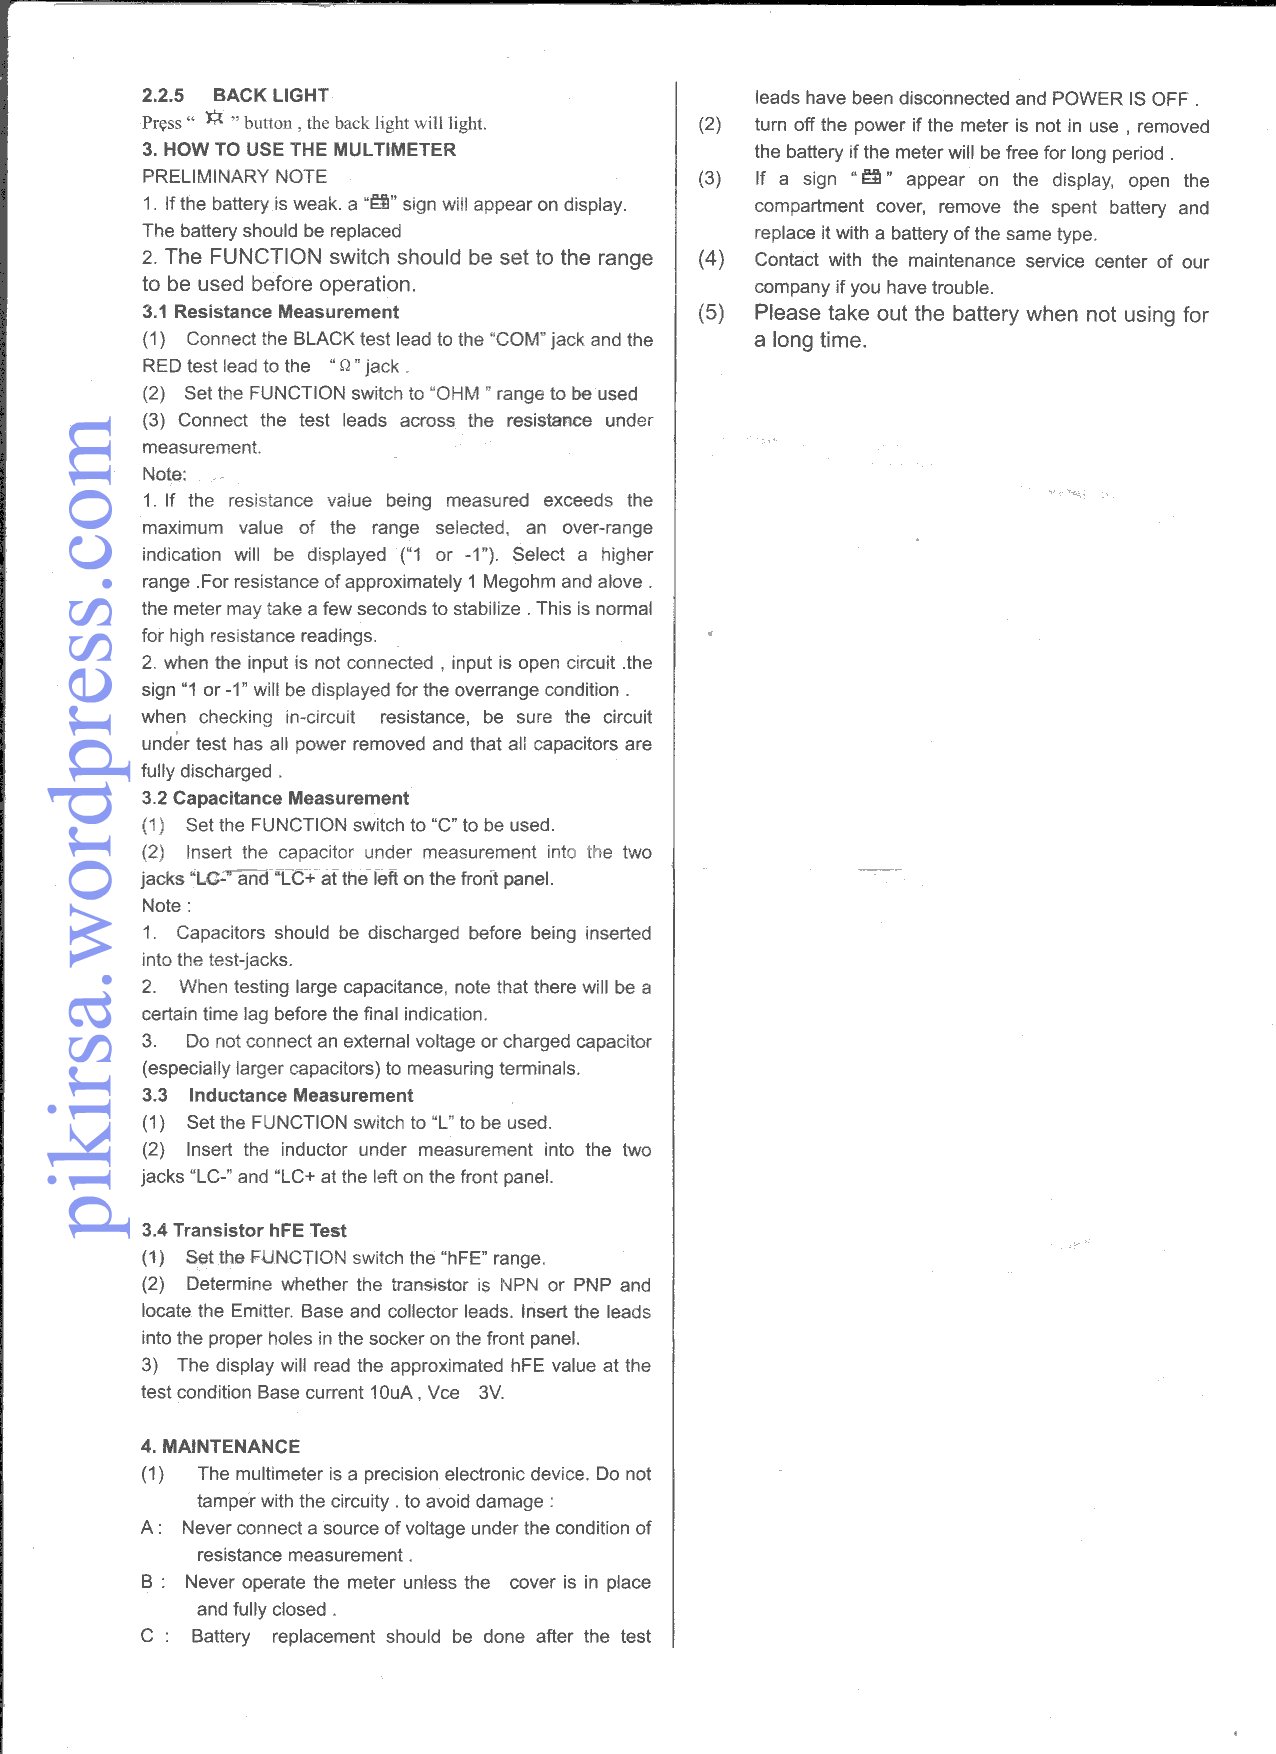 2.2.5 BACK LIGHT
Press “ ” button , the back light will light.
3. HOW TO USE THE MULTIMETER
PRELIMINARY NOTE
1. If the battery is weak. a “ ” sign will appear on display.
The battery should be replaced
2. The FUNCTION switch should be set to the range
to be used before operation.
3.1 Resistance Measurement
(1) Connect the BLACK test lead to the “COM” jack and the
RED test lead to the “ Ω ” jack .
(2) Set the FUNCTION switch to “OHM ” range to be used
(3) Connect the test leads across the resistance under
measurement.
Note:
1. If the resistance value being measured exceeds the
maximum value of the range selected, an over-range
indication will be displayed (“1 or -1”). Select a higher
range .For resistance of approximately 1 Megohm and alove .
the meter may take a few seconds to stabilize . This is normal
for high resistance readings.
2. when the input is not connected , input is open circuit .the
sign “1 or -1” will be displayed for the overrange condition .
when checking in-circuit resistance, be sure the circuit
under test has all power removed and that all capacitors are
fully discharged .
3.2 Capacitance Measurement
(1) Set the FUNCTION switch to “C” to be used.
(2) Insert the capacitor under measurement into the two
jacks “LC-” and “LC+ at the left on the front panel.
Note :
1. Capacitors should be discharged before being inserted
into the test-jacks.
2. When testing large capacitance, note that there will be a
certain time lag before the final indication.
3. Do not connect an external voltage or charged capacitor
(especially larger capacitors) to measuring terminals.
3.3 Inductance Measurement
(1) Set the FUNCTION switch to “L” to be used.
(2) Insert the inductor under measurement into the two
jacks “LC-” and “LC+ at the left on the front panel.
3.4 Transistor hFE Test
(1) Set the FUNCTION switch the “hFE” range.
(2) Determine whether the transistor is NPN or PNP and
locate the Emitter. Base and collector leads. Insert the leads
into the proper holes in the socker on the front panel.
3) The display will read the approximated hFE value at the
test condition Base current 10uA , Vce 3V.
4. MAINTENANCE
(1) The multimeter is a precision electronic device. Do not
tamper with the circuity . to avoid damage :
A : Never connect a source of voltage under the condition of
resistance measurement .
B : Never operate the meter unless the cover is in place
and fully closed .
C : Battery replacement should be done after the test
leads have been disconnected and POWER IS OFF .
(2) turn off the power if the meter is not in use , removed
the battery if the meter will be free for long period .
(3) If a sign “ ” appear on the display, open the
compartment cover, remove the spent battery and
replace it with a battery of the same type.
(4) Contact with the maintenance service center of our
company if you have trouble.
(5) Please take out the battery when not using for
a long time.
pikirsa.wordpress.com